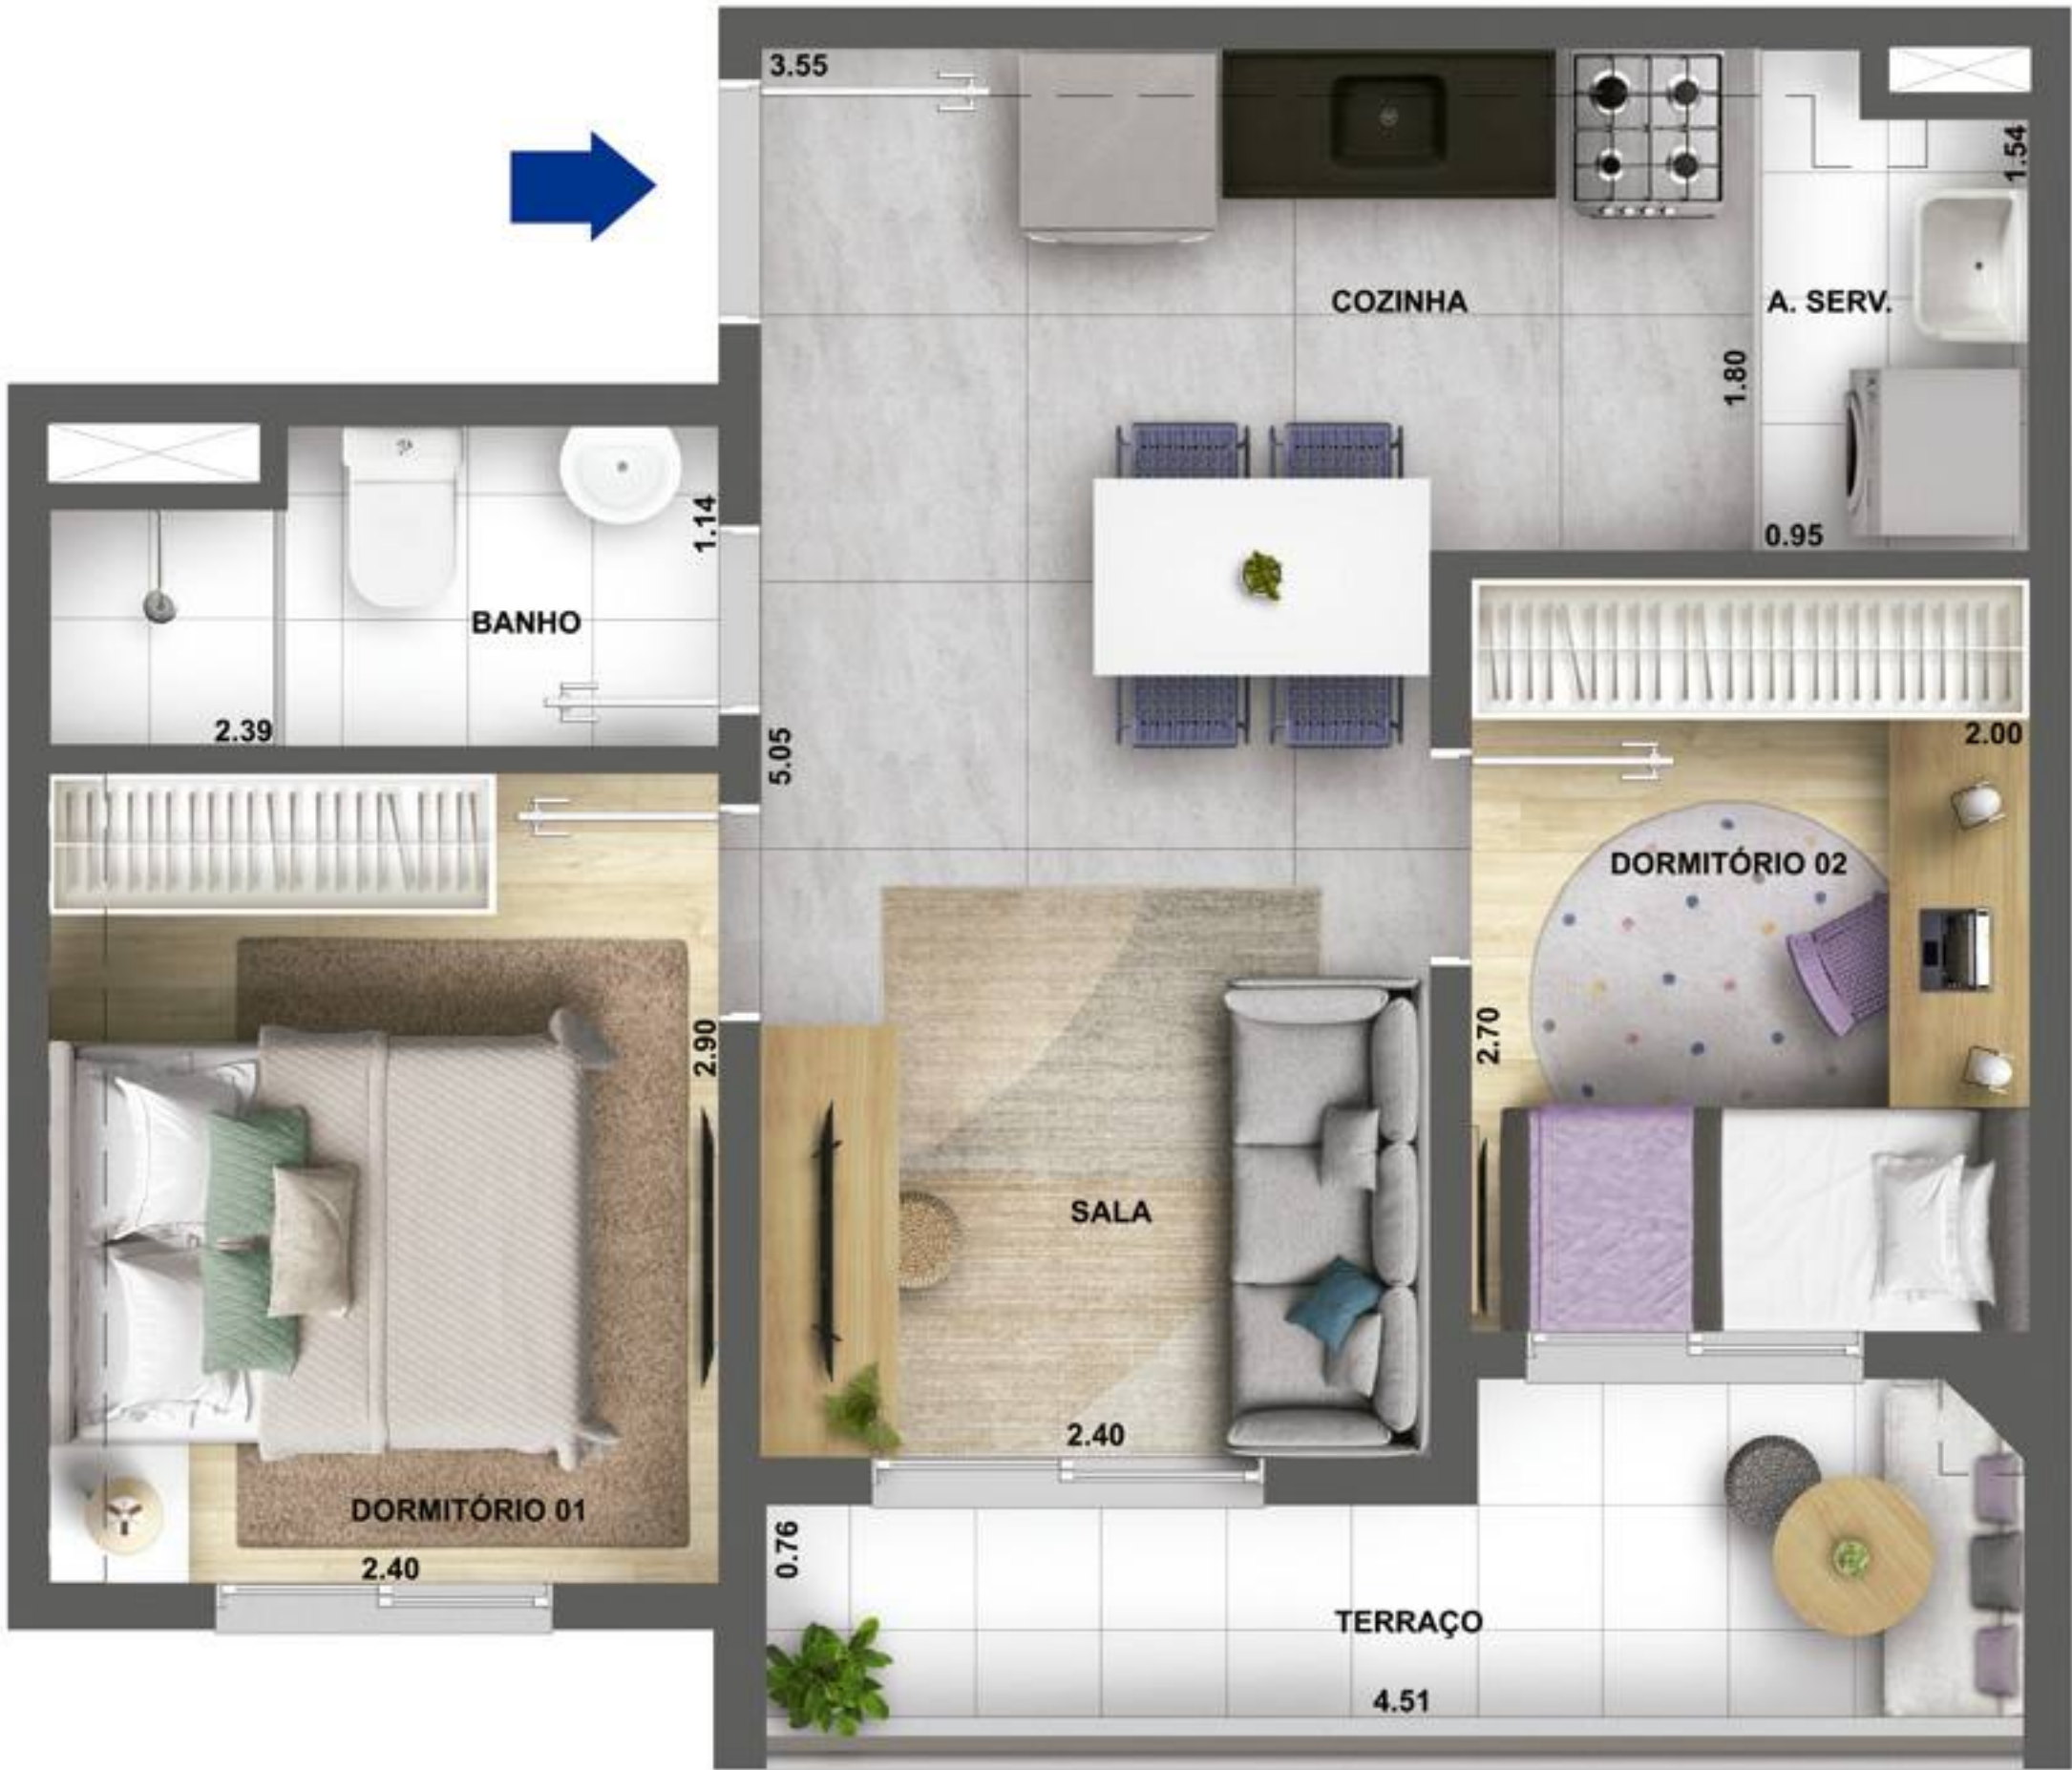 3.55
1.54
COZINHA
A. SERV.
1.80
1.14
0.95
BANHO
2.39
5.05
2.00
DORMITÓRIO 02
2.90
2.70
SALA
2.40
DORMITÓRIO 01
2.40
0.76
TERRAÇO
4.51